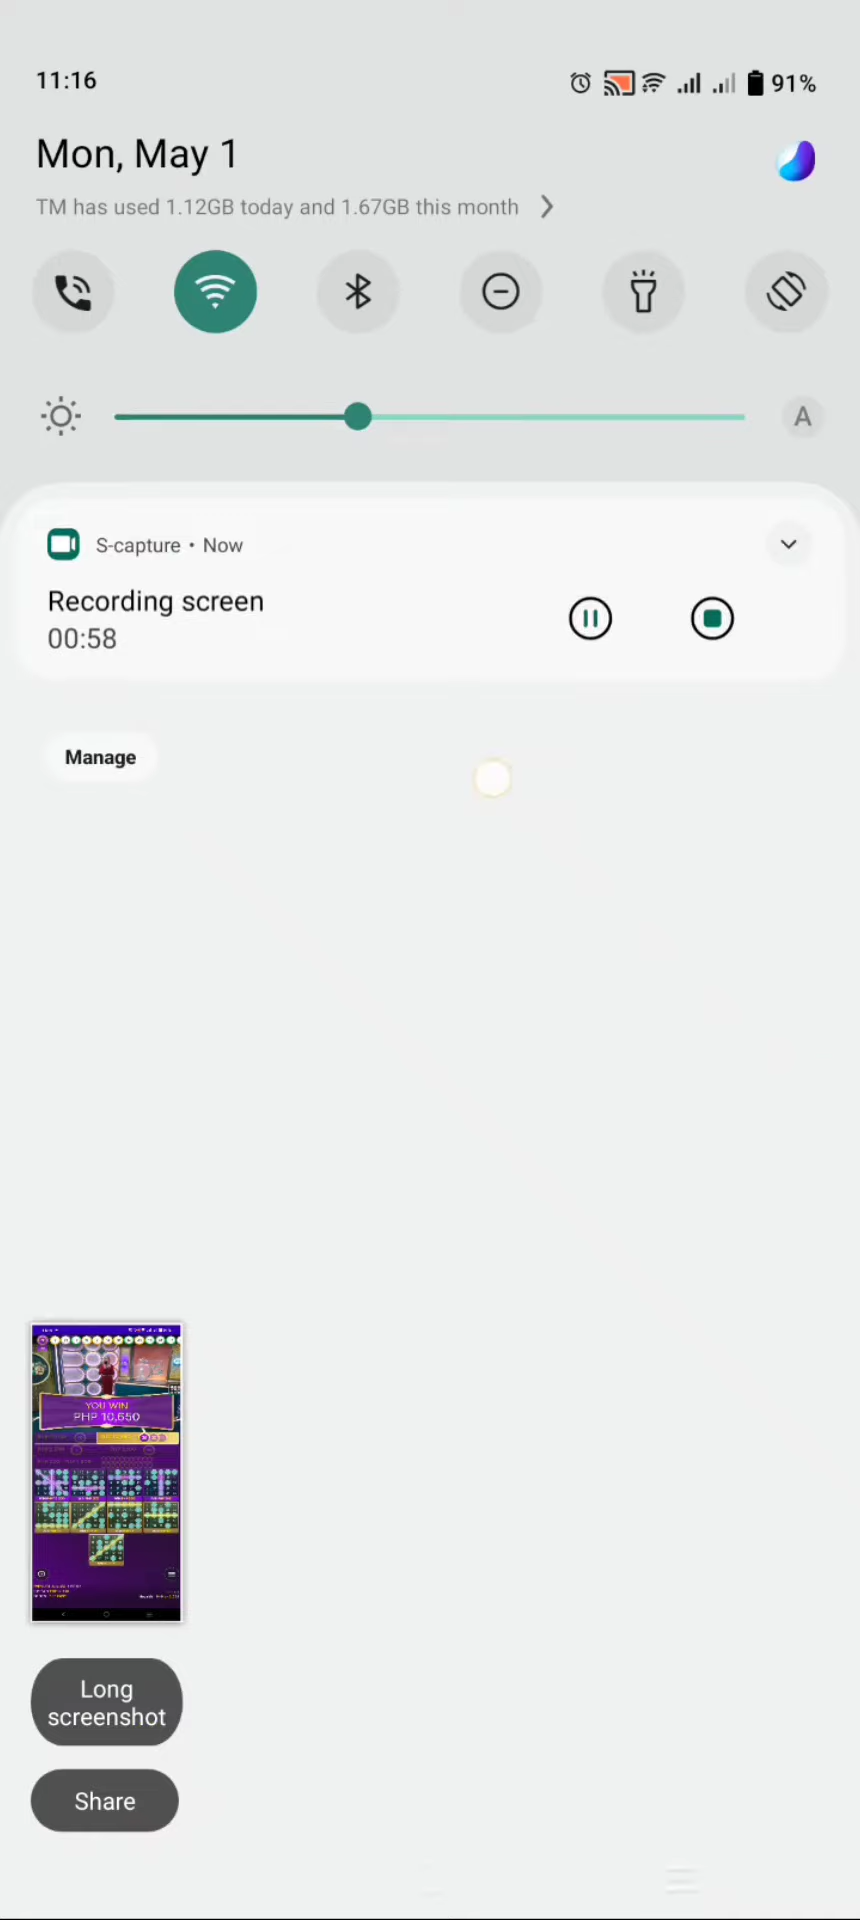 11:16
91%
Mon, May 1
TM has used 1.12GB today and 1.67GB this month
A
S-capture • Now
Recording screen
00:58
Manage
YOU WIN
PHP 10,650
Long
screenshot
Share